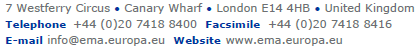 7 Westferry Circus • Canary Wharf • London E14 4HB • United Kingdom
Telephone +44 (0)20 7418 8400 Facsimile +44 (0)20 7418 8416
E-mail info@ema.europa.eu Website www.ema.europa.eu